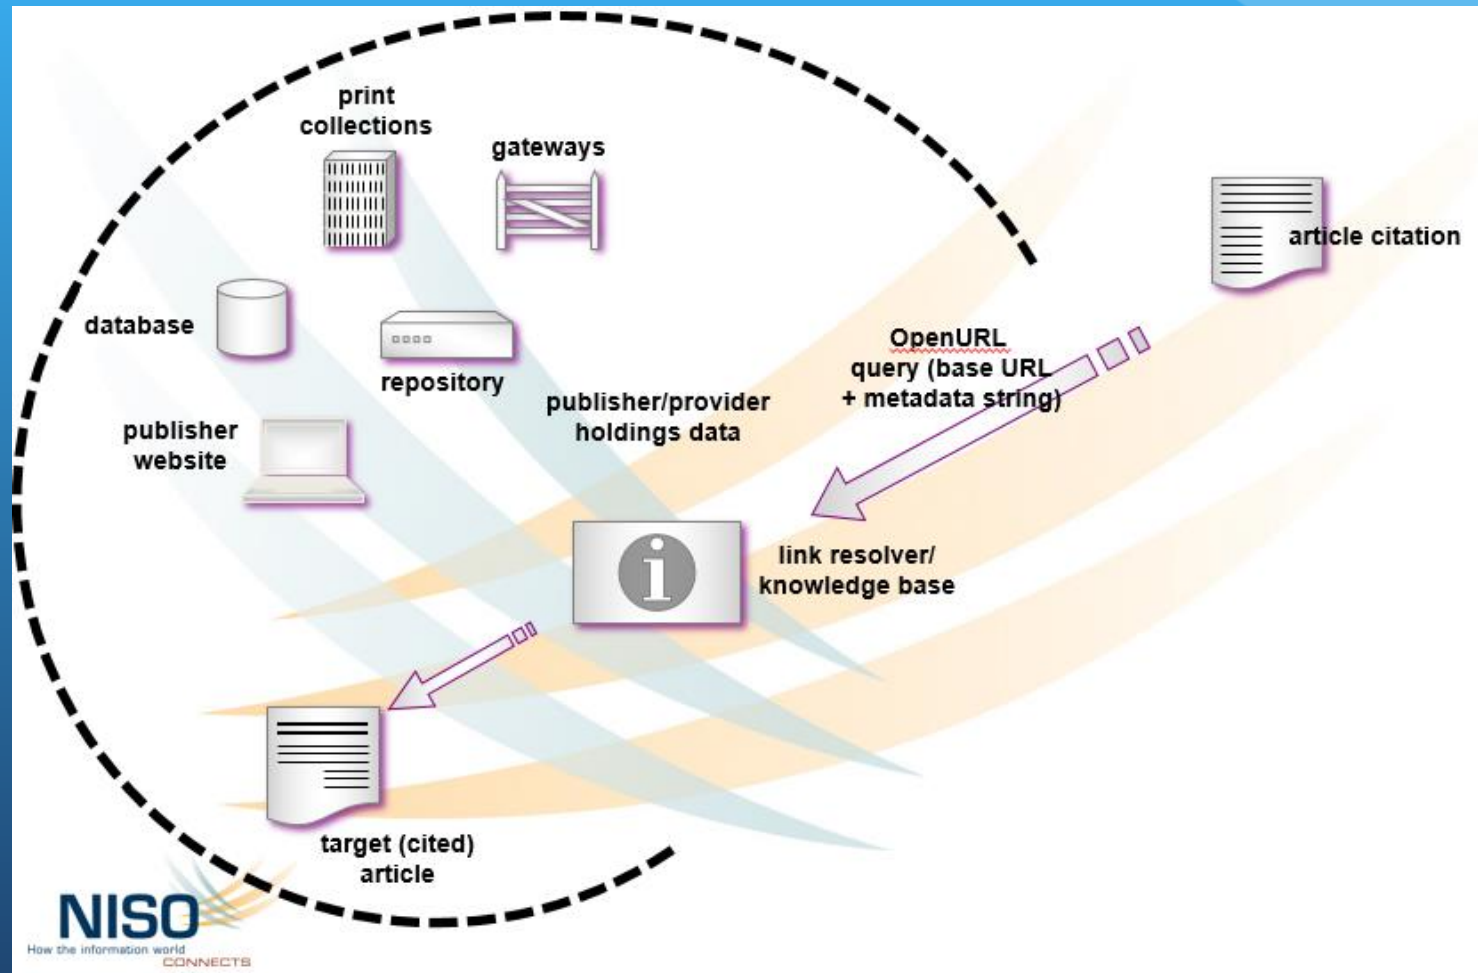 print
collections
gateways
article citation
database
repository
OpenURL
query (base URL
+ metadata string)
publisher/provider
holdings data
publisher
website
link resolver/
knowledge base
target (cited)
article
NISO
How the information world
CONNECTS